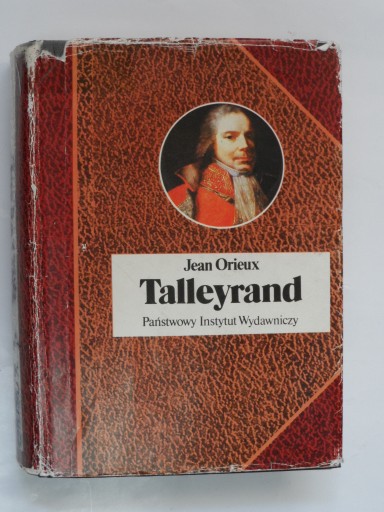 Jean Orieux
Talleyrand
Państwowy Instytut Wydawniczy